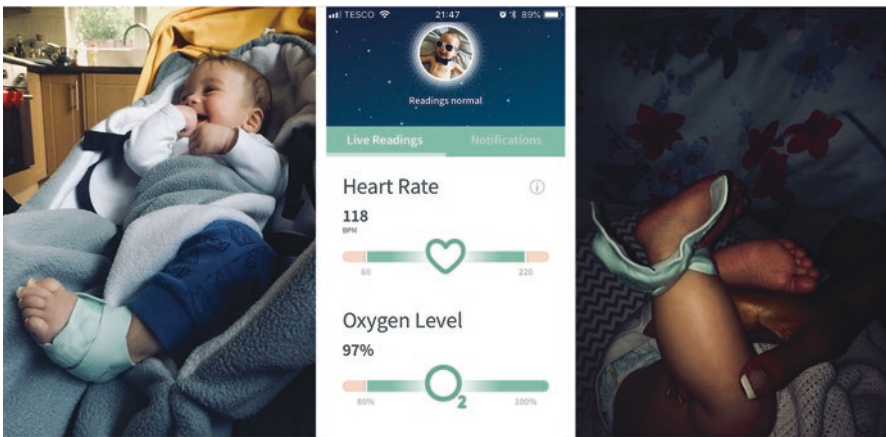 TESCO 21:47 89%
Readings normal
Live Readings Notifications
Heart Rate
118
BPM
60 220
Oxygen Level
97%
2
80% 100%